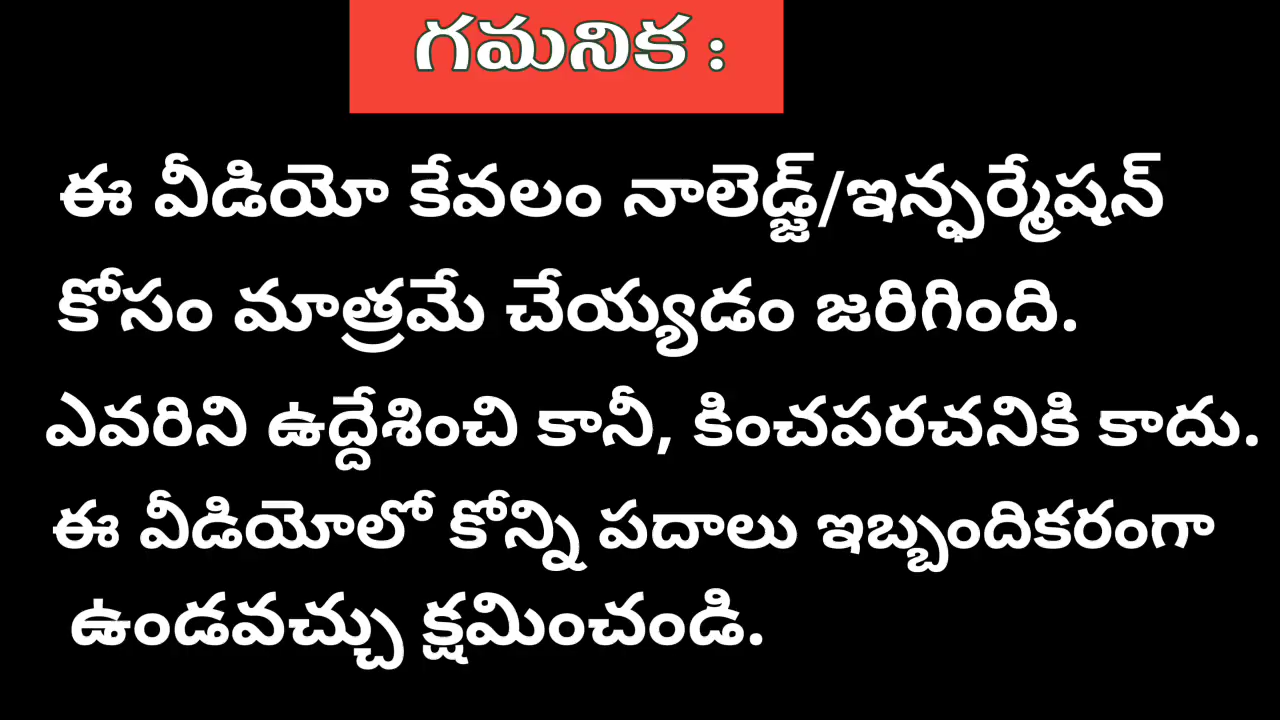 గమనిక :
ఈ వీడియో కేవలం నాలెడ్జ్/ఇన్ఫర్మేషన్
కోసం మాత్రమే చేయ్యడం జరిగింది.
ఎవరిని ఉద్దేశించి కానీ, కించపరచనికి కాదు.
ఈ వీడియోలో కోన్ని పదాలు ఇబ్బందికరంగా
ఉండవచ్చు క్షమించండి.